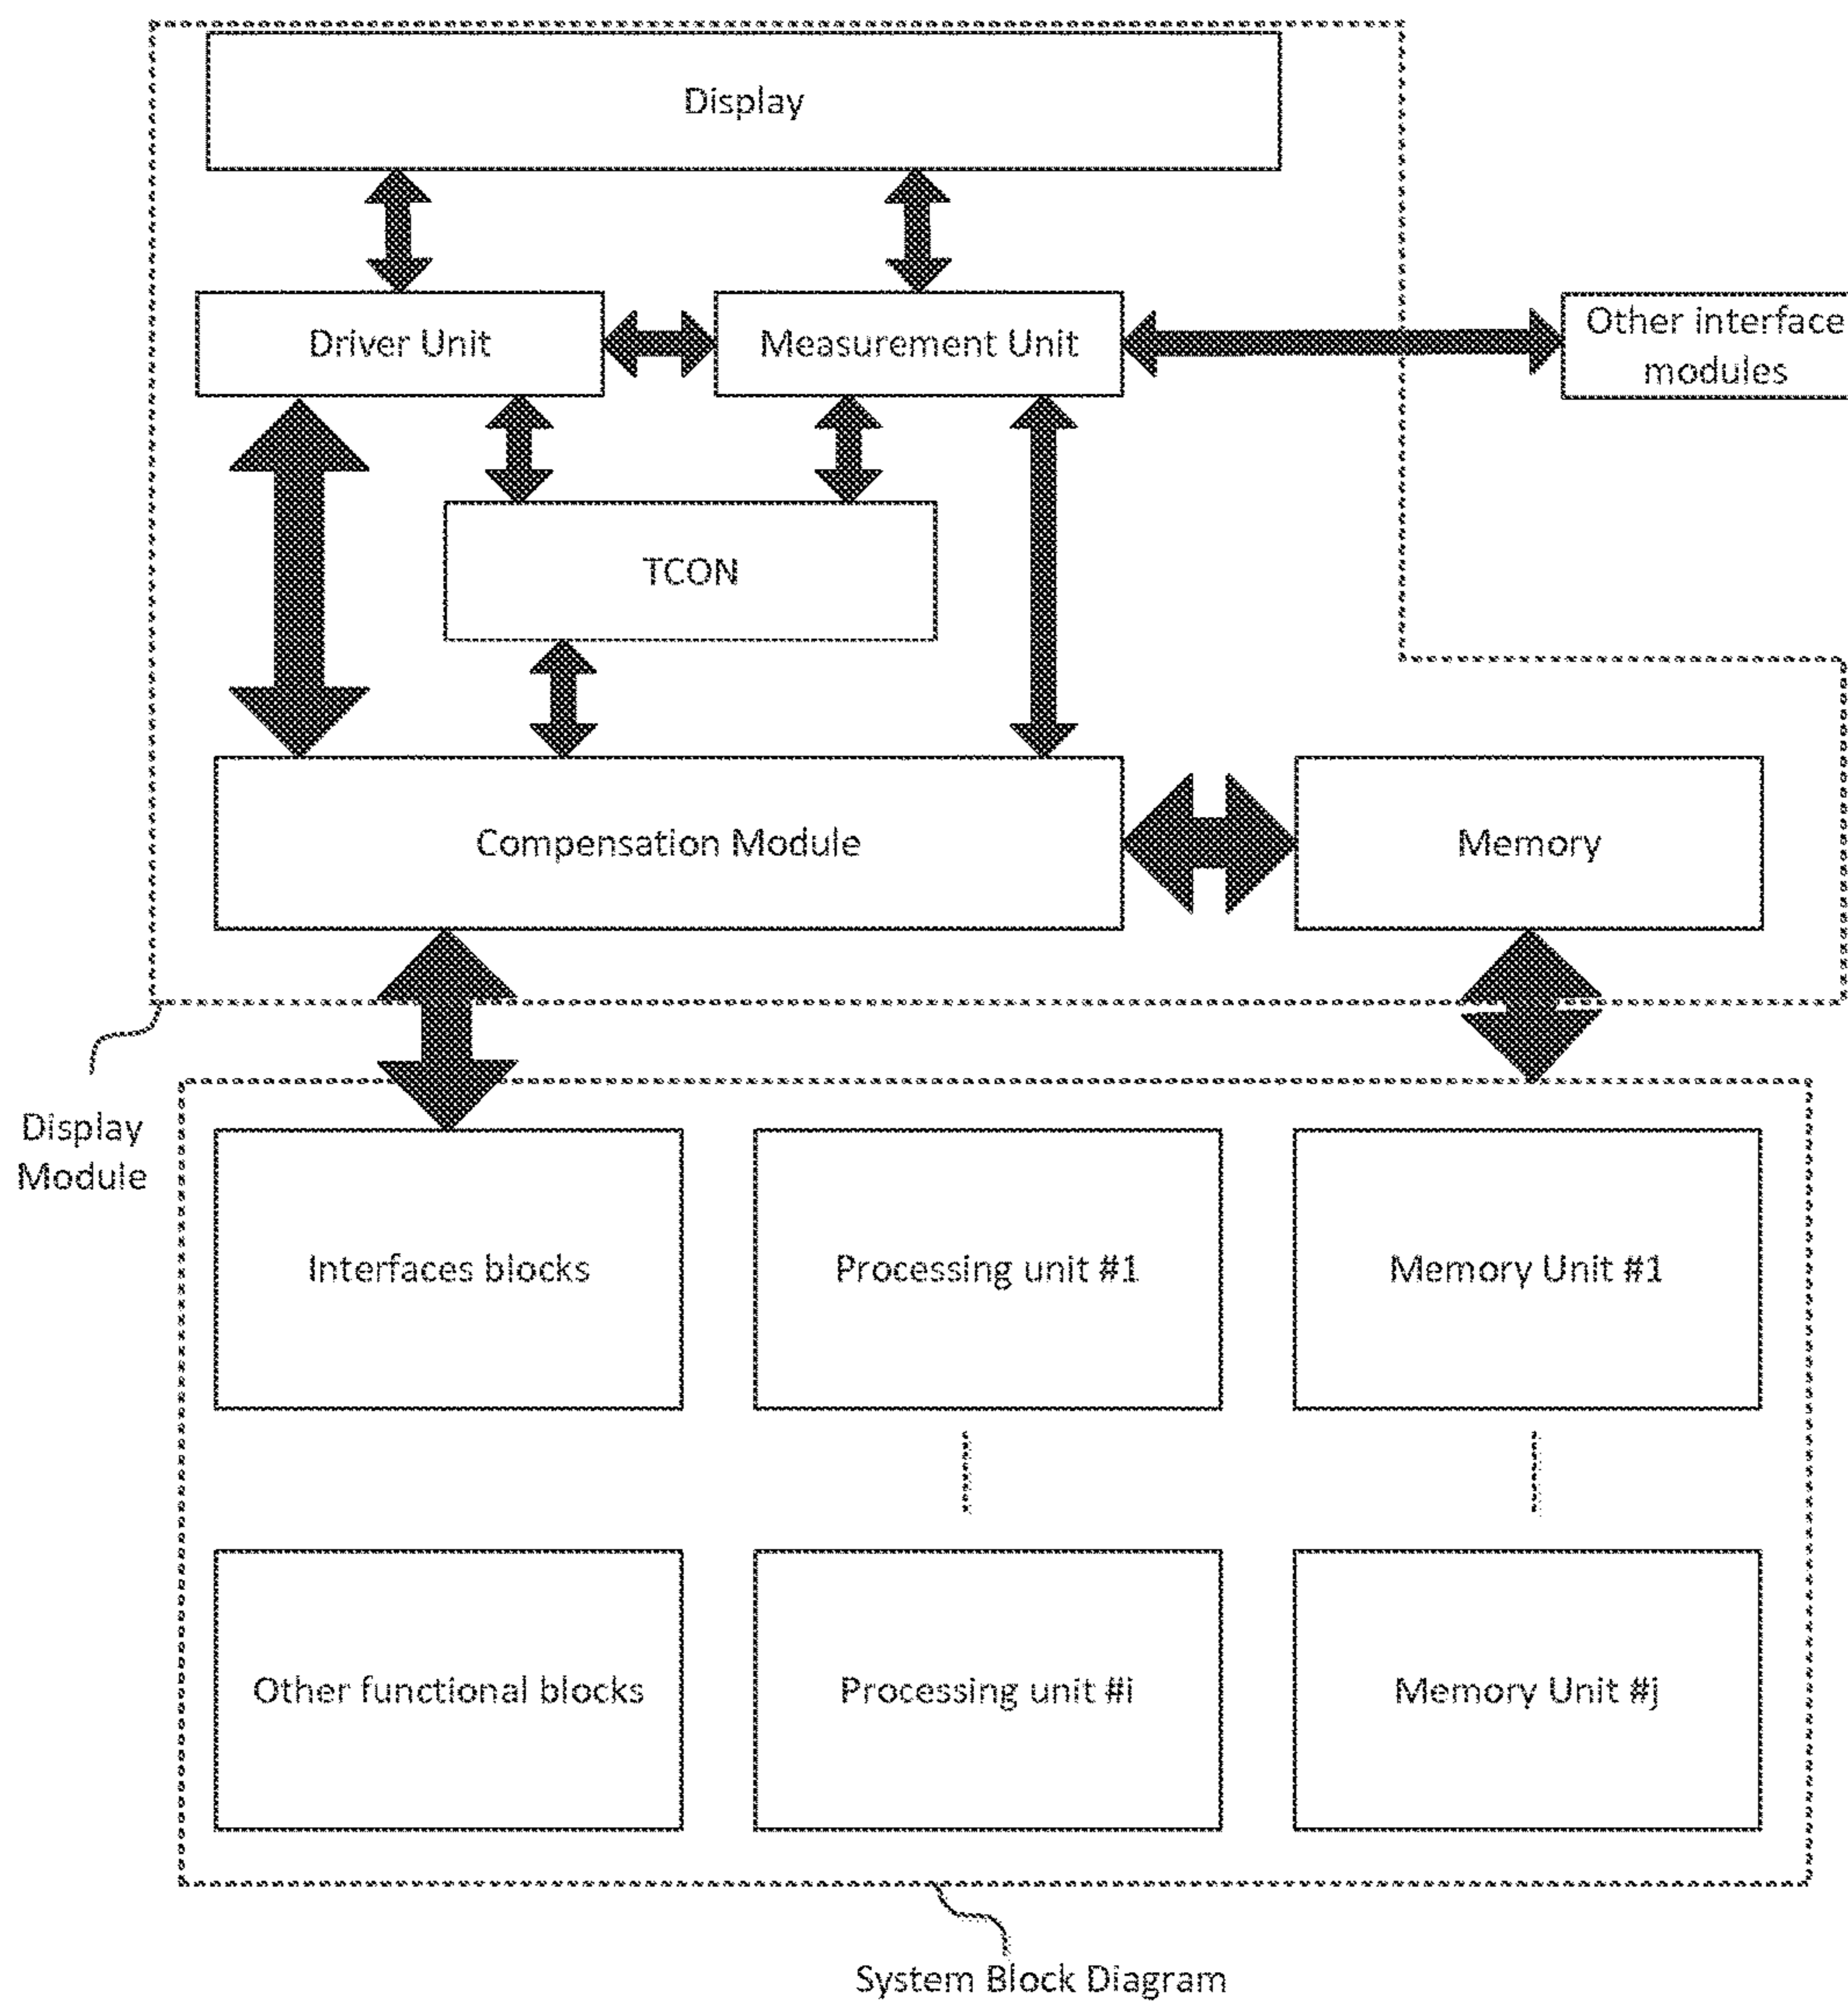 Display
Driver Unit
Measurement Unit
Other interface
modules
TCON
Compensation Module
Memory
Display
Module
Interfaces blocks
Processing unit #1
Memory Unit #1
Other functional blocks
Processing unit #i
Memory Unit #j
System Block Diagram